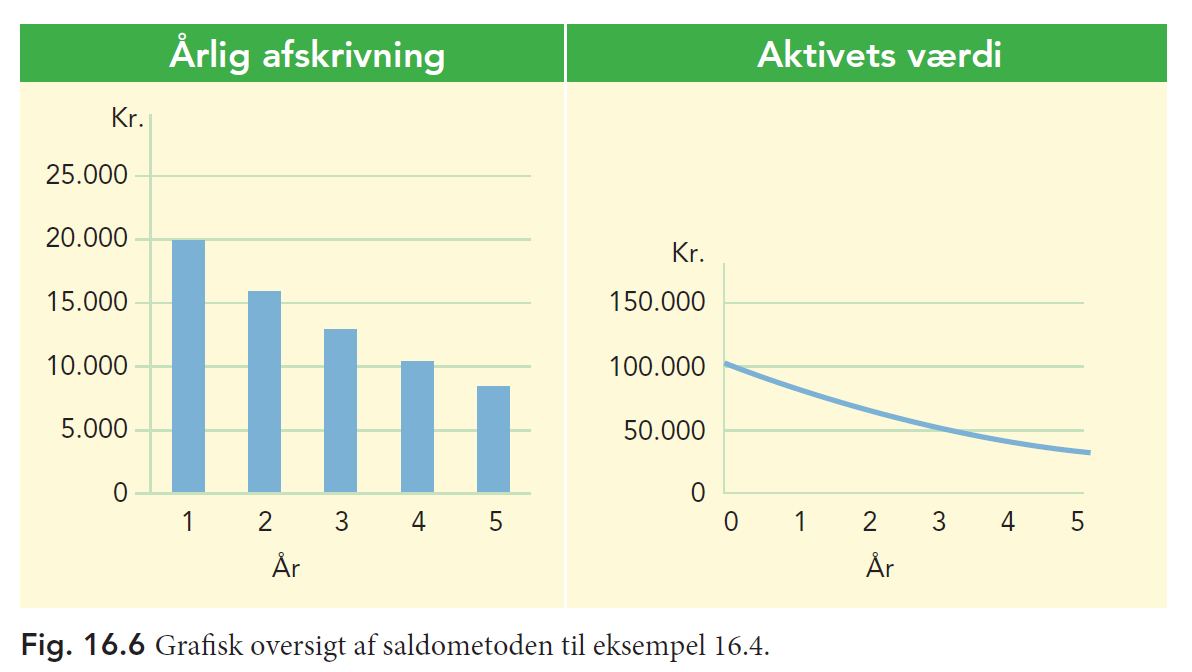 Årlig afskrivning
Aktivets værdi
Kr.
25.000
20.000
15.000
10.000
5.000
0
1 2 3 4 5
År
Kr.
150.000
100.000
50.000
0
0 1 2 3 4 5
År
Fig. 16.6 Grafisk oversigt af saldometoden til eksempel 16.4.